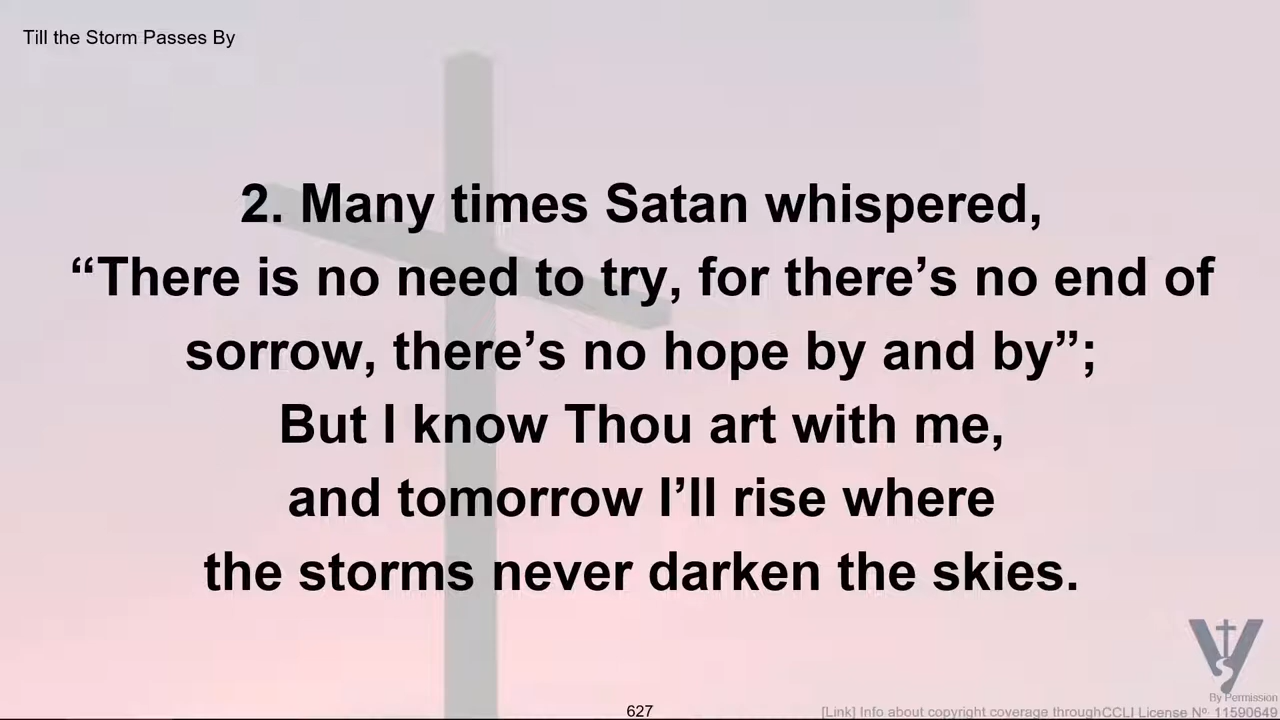 Till the Storm Passes By
2. Many times Satan whispered,
“There is no need to try, for there’s no end of
sorrow, there’s no hope by and by”;
But I know Thou art with me,
and tomorrow I’ll rise where
the storms never darken the skies.
By Permission
627
[Link] Info about copyright coverage throughCCLI License Nº. 11590649